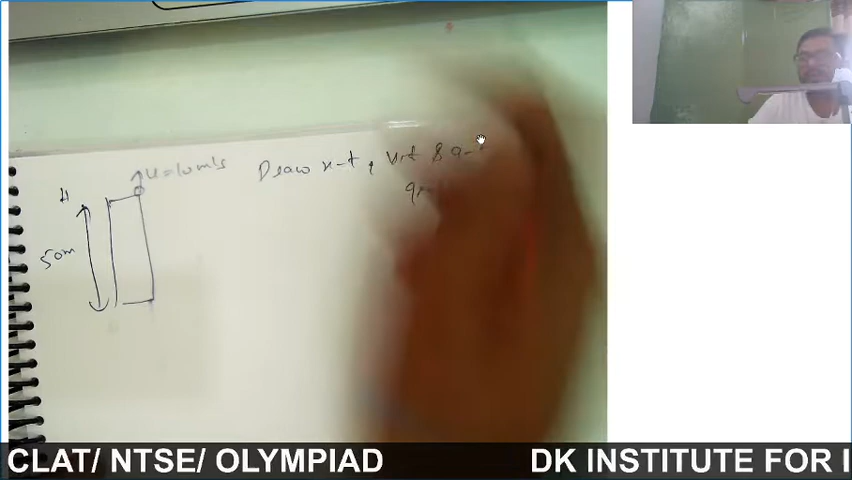 u=10m/s
Draw x-t, v-t & a-t
H
50m
CLAT/ NTSE/ OLYMPIAD DK INSTITUTE FOR I